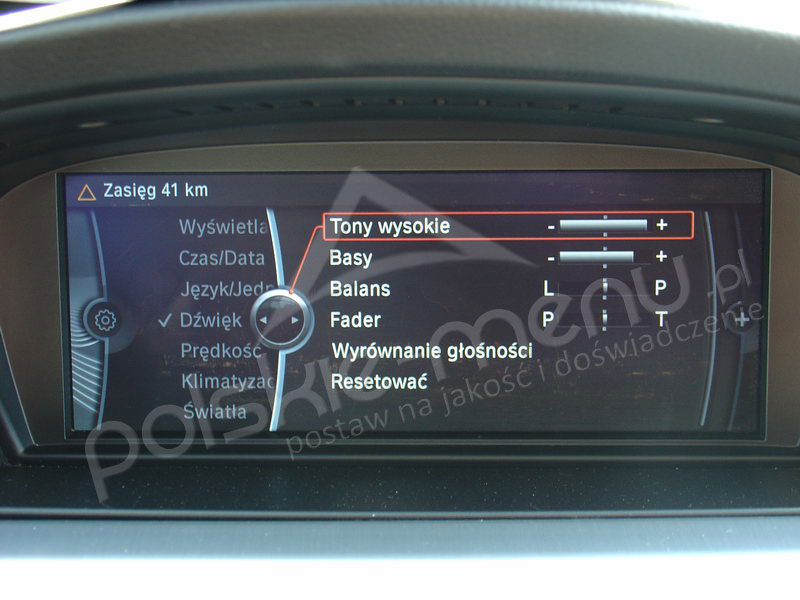 Zasięg 41 km
Wyświetla
Czas/Data
Język/Jedn
Dźwięk
Prędkość
Klimatyzac
Światła
Tony wysokie - +
Basy - +
Balans L P
Fader P T
Wyrównanie głośności
Resetować
polskie-menu.pl
postaw na jakość i doświadczenie